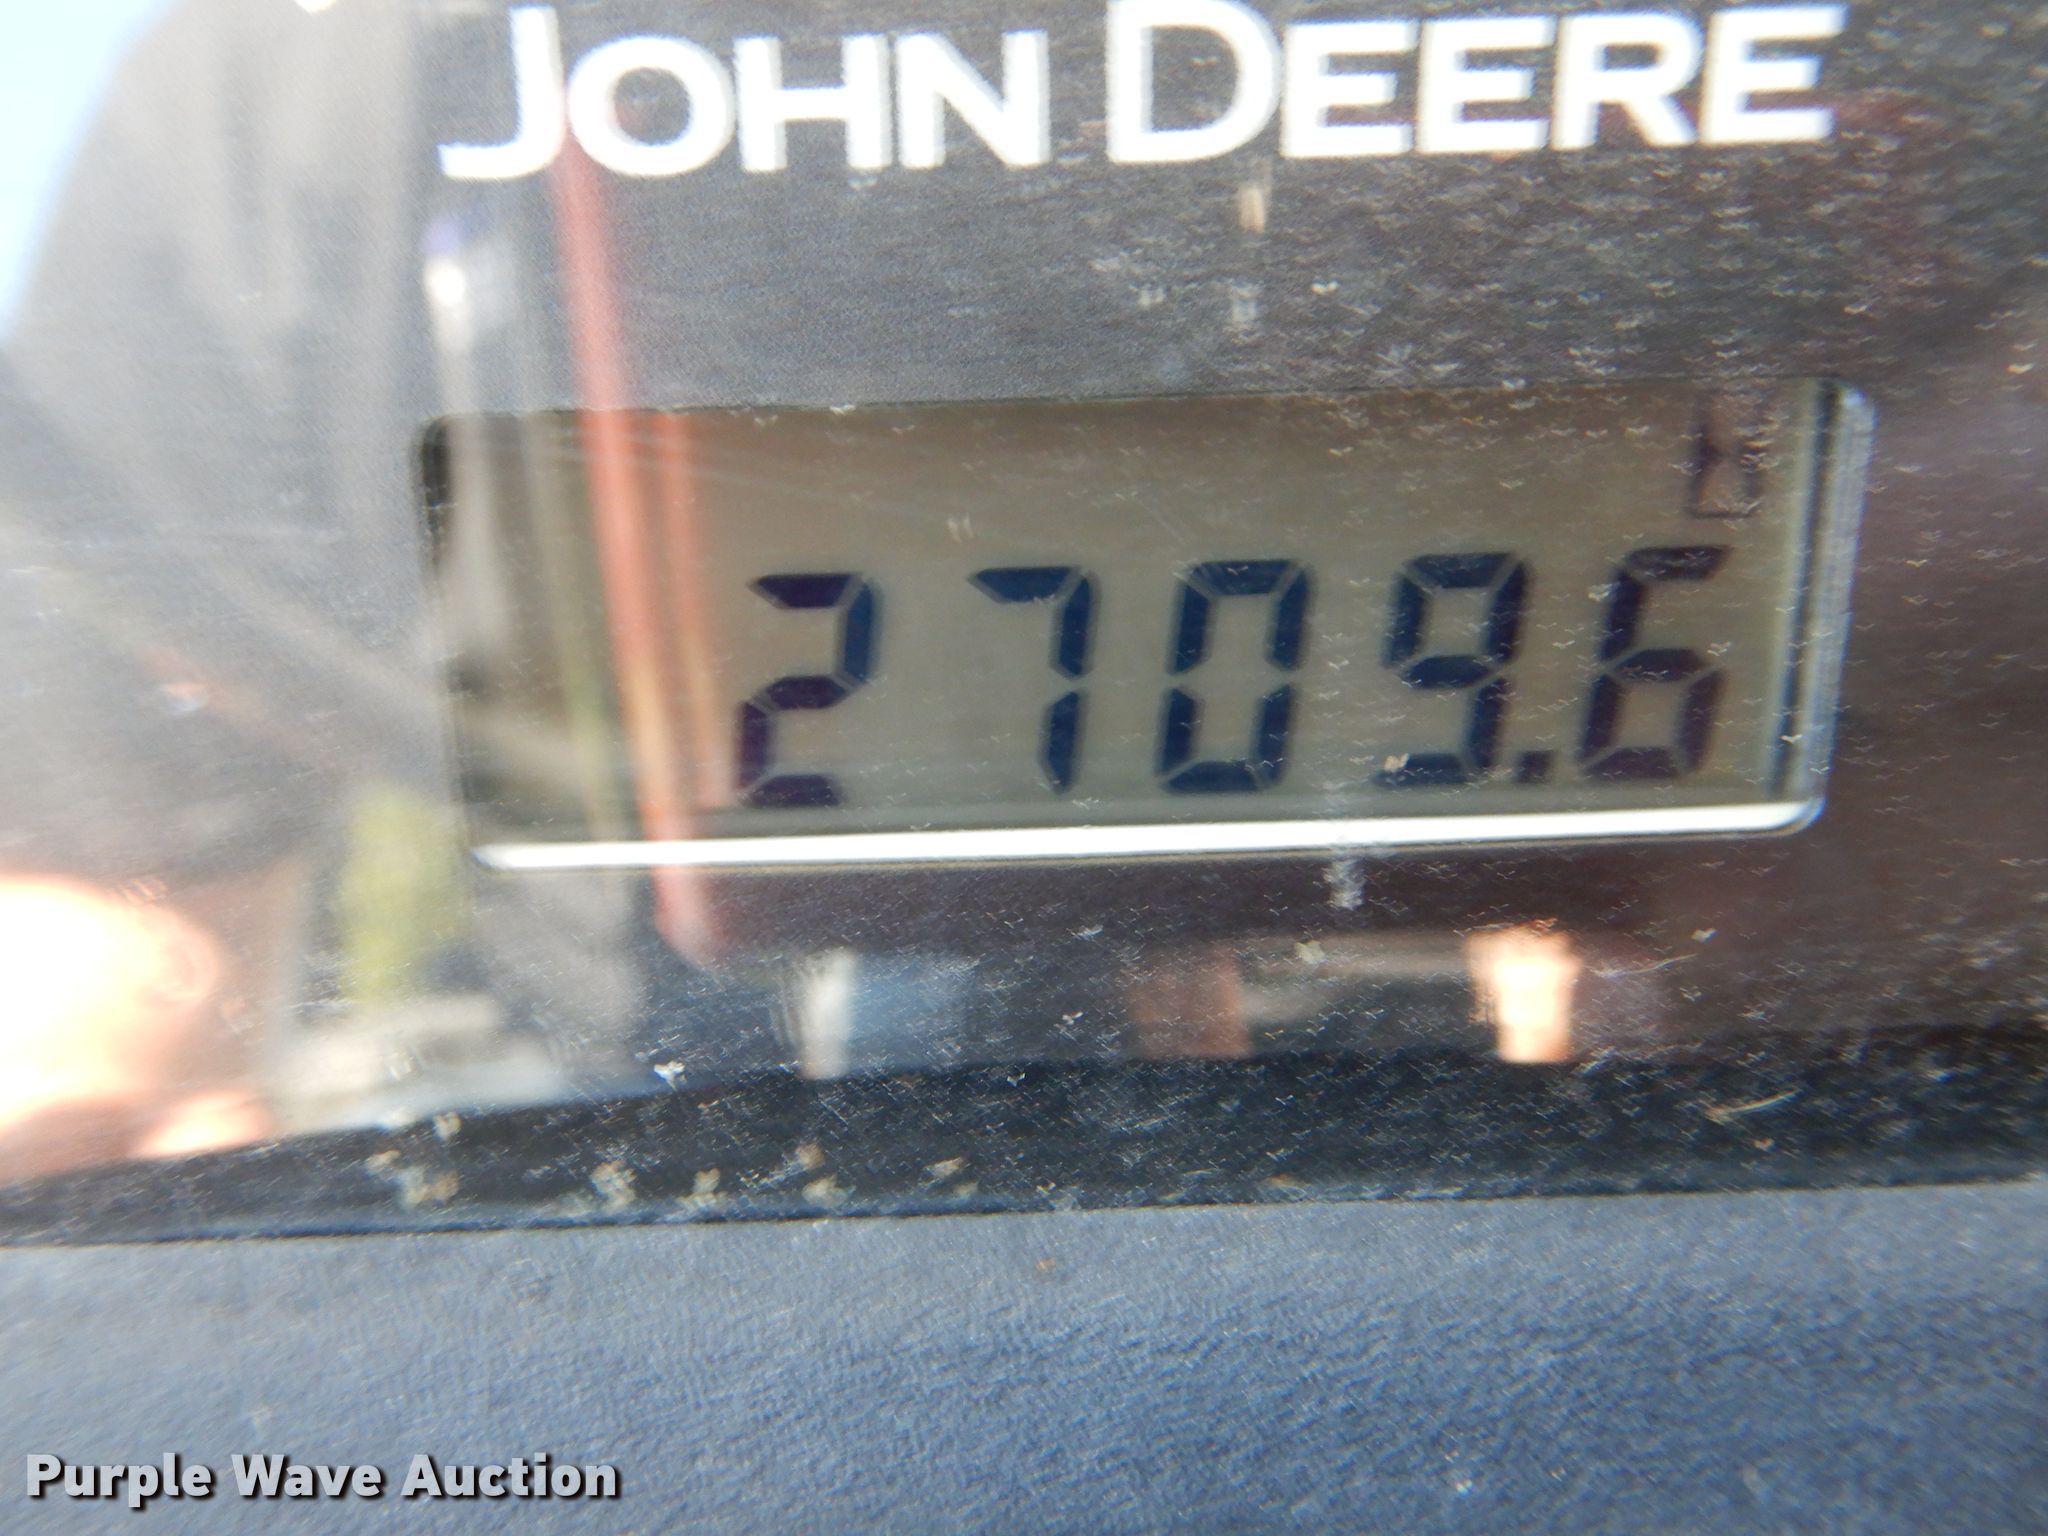 JOHN DEERE
2709.6
Purple Wave Auction